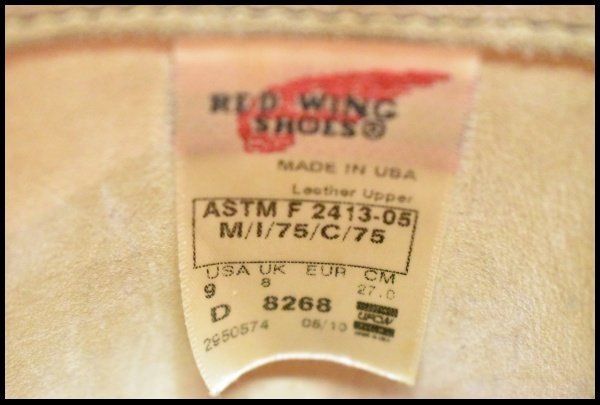 RED WING
SHOES®
MADE IN USA
Leather Upper
ASTM F 2413-05
M/I/75/C/75
USA UK EUR CM
9 8 27.0
D 8268
2950574 05/10